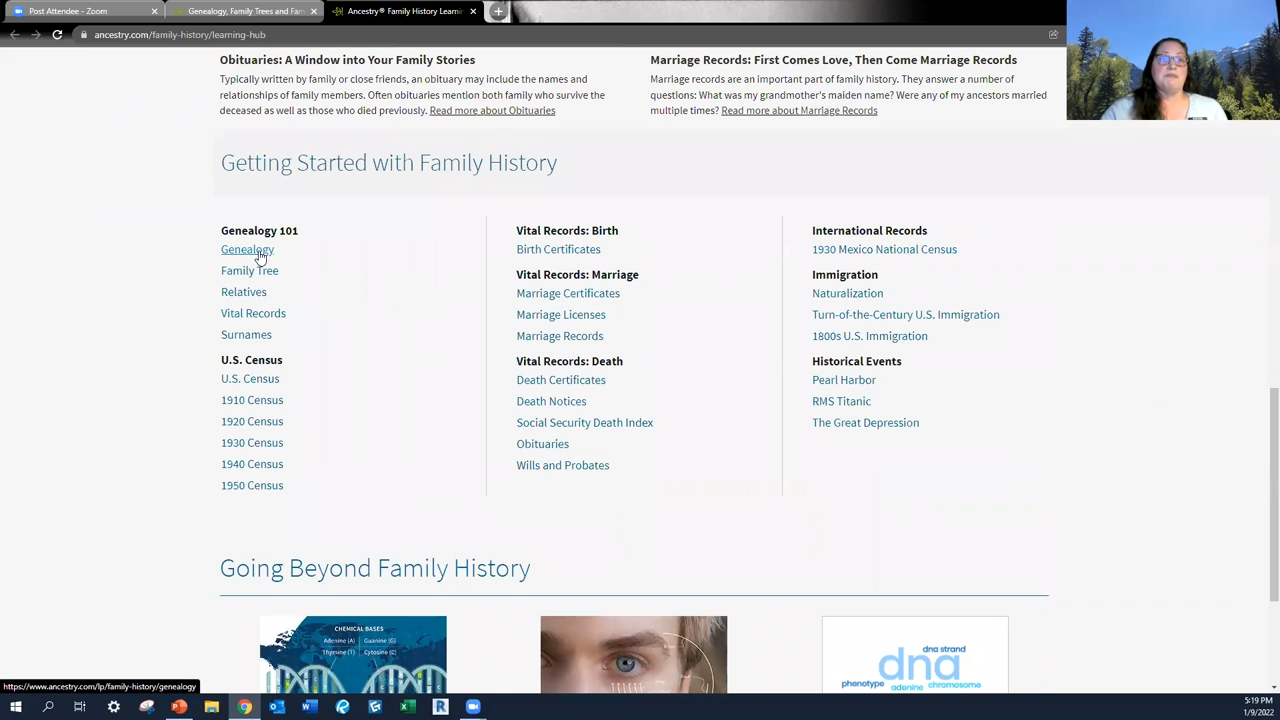 Post Attendee - Zoom
Genealogy, Family Trees and Fam
Ancestry® Family History Learni
ancestry.com/family-history/learning-hub
Obituaries: A Window into Your Family Stories
Typically written by family or close friends, an obituary may include the names and
relationships of family members. Often obituaries mention both family who survive the
deceased as well as those who died previously. Read more about Obituaries
Marriage Records: First Comes Love, Then Come Marriage Records
Marriage records are an important part of family history. They answer a number of
questions: What was my grandmother's maiden name? Were any of my ancestors married
multiple times? Read more about Marriage Records
Getting Started with Family History
Genealogy 101
Genealogy
Family Tree
Relatives
Vital Records
Surnames
U.S. Census
U.S. Census
1910 Census
1920 Census
1930 Census
1940 Census
1950 Census
Vital Records: Birth
Birth Certificates
Vital Records: Marriage
Marriage Certificates
Marriage Licenses
Marriage Records
Vital Records: Death
Death Certificates
Death Notices
Social Security Death Index
Obituaries
Wills and Probates
International Records
1930 Mexico National Census
Immigration
Naturalization
Turn-of-the-Century U.S. Immigration
1800s U.S. Immigration
Historical Events
Pearl Harbor
RMS Titanic
The Great Depression
Going Beyond Family History
CHEMICAL BASES
Adenine (A) Guanine (G)
Thymine (T) Cytosine (C)
dna strand
dna
phenotype adenine chromosome
https://www.ancestry.com/lp/family-history/genealogy
5:19 PM
1/9/2022